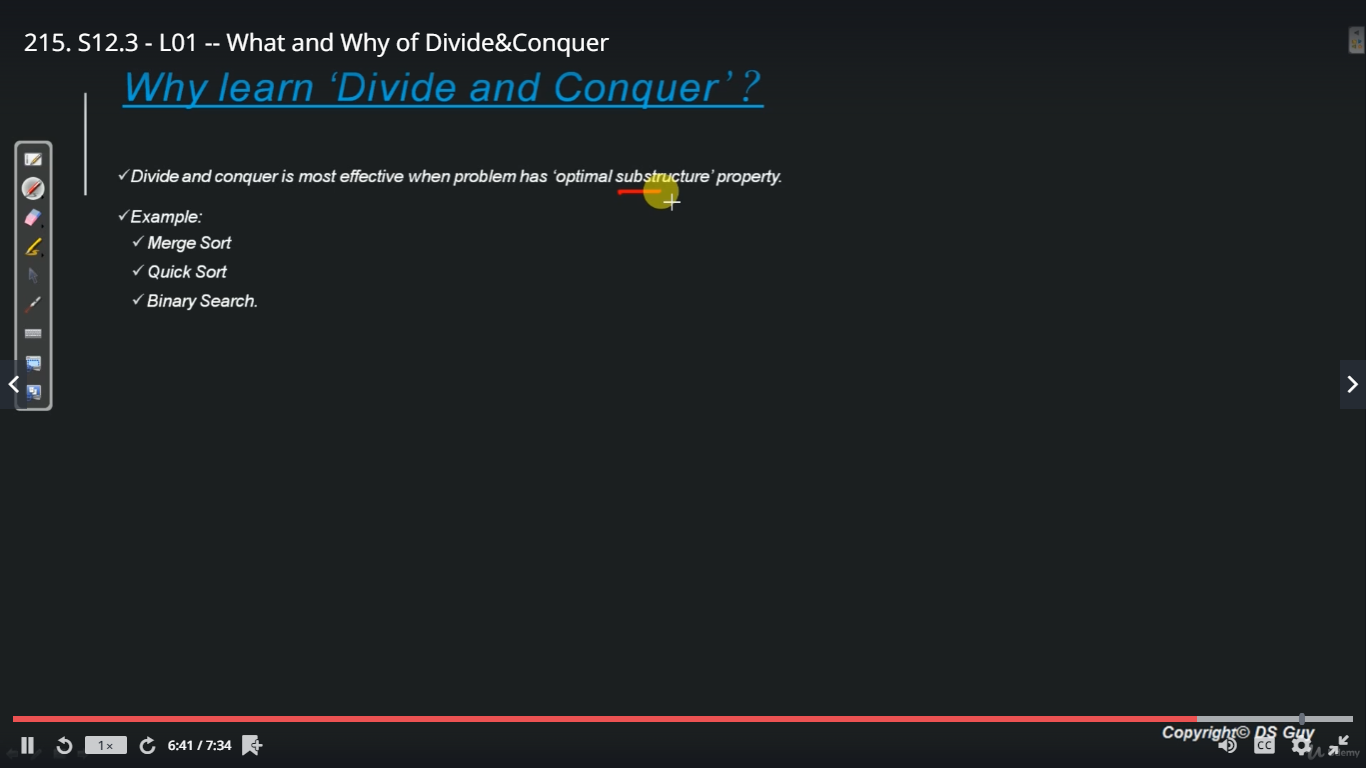 215. S12.3 - L01 -- What and Why of Divide&Conquer
Why learn ‘Divide and Conquer’?
✓Divide and conquer is most effective when problem has ‘optimal substructure’ property.
✓Example:
✓Merge Sort
✓Quick Sort
✓Binary Search.
Copyright© DS Guy
1×
6:41 / 7:34
CC